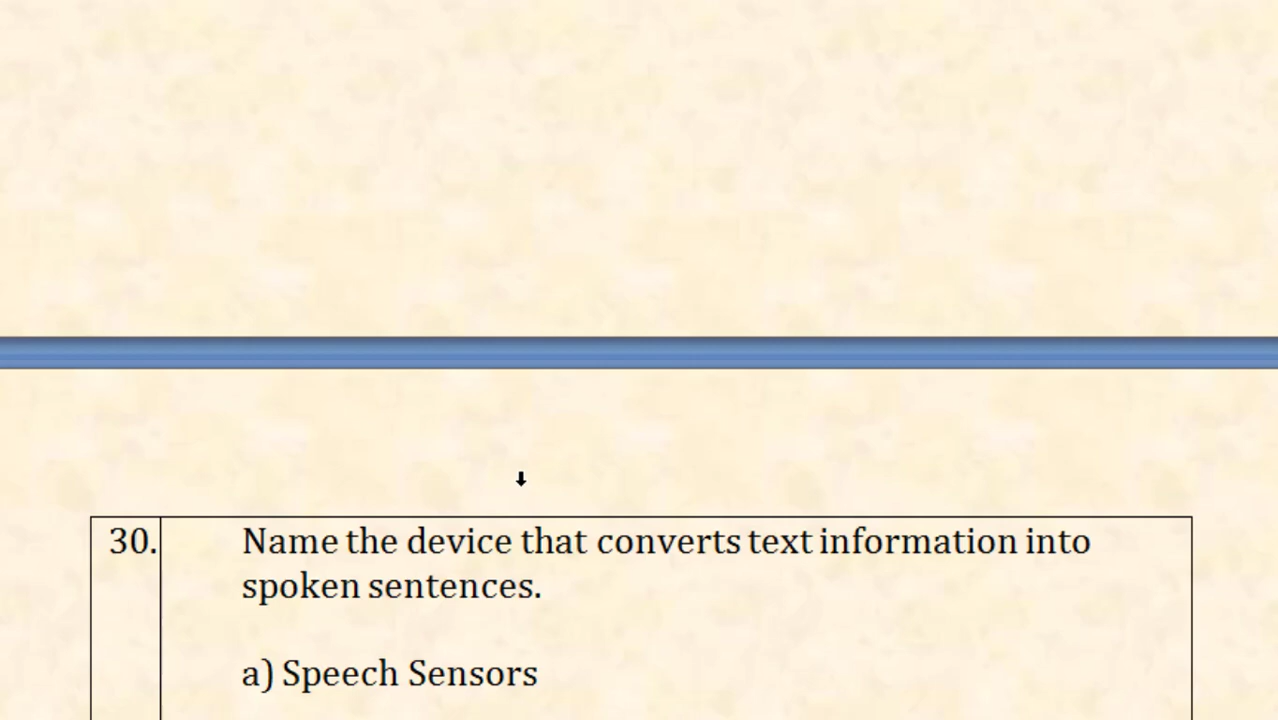 30. Name the device that converts text information into
spoken sentences.
a) Speech Sensors